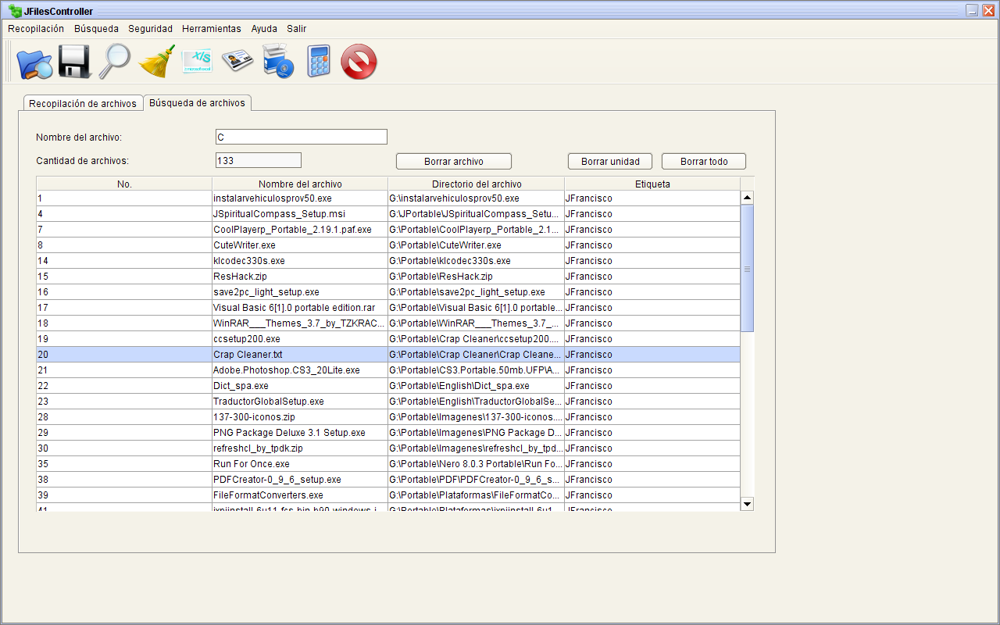 JFilesController
Recopilación Búsqueda Seguridad Herramientas Ayuda Salir
X/S
Recopilación de archivos Búsqueda de archivos
Nombre del archivo: C
Cantidad de archivos: 133 Borrar archivo Borrar unidad Borrar todo
No. Nombre del archivo Directorio del archivo Etiqueta
1 instalarvehiculosprov50.exe G:\instalarvehiculosprov50.exe JFrancisco
4 JSpiritualCompass_Setup.msi G:\JPortable\JSpiritualCompass_Setu... JFrancisco
7 CoolPlayerp_Portable_2.19.1.paf.exe G:\Portable\CoolPlayerp_Portable_2.1... JFrancisco
8 CuteWriter.exe G:\Portable\CuteWriter.exe JFrancisco
14 klcodec330s.exe G:\Portable\klcodec330s.exe JFrancisco
15 ResHack.zip G:\Portable\ResHack.zip JFrancisco
16 save2pc_light_setup.exe G:\Portable\save2pc_light_setup.exe JFrancisco
17 Visual Basic 6[1].0 portable edition.rar G:\Portable\Visual Basic 6[1].0 portable... JFrancisco
18 WinRAR___Themes_3.7_by_TZKRAC... G:\Portable\WinRAR___Themes_3.7_... JFrancisco
19 ccsetup200.exe G:\Portable\Crap Cleaner\ccsetup200.... JFrancisco
20 Crap Cleaner.txt G:\Portable\Crap Cleaner\Crap Cleane... JFrancisco
21 Adobe.Photoshop.CS3_20Lite.exe G:\Portable\CS3.Portable.50mb.UFP\A... JFrancisco
22 Dict_spa.exe G:\Portable\English\Dict_spa.exe JFrancisco
23 TraductorGlobalSetup.exe G:\Portable\English\TraductorGlobalSe... JFrancisco
28 137-300-iconos.zip G:\Portable\Imagenes\137-300-iconos.... JFrancisco
29 PNG Package Deluxe 3.1 Setup.exe G:\Portable\Imagenes\PNG Package D... JFrancisco
30 refreshcl_by_tpdk.zip G:\Portable\Imagenes\refreshcl_by_tpd... JFrancisco
35 Run For Once.exe G:\Portable\Nero 8.0.3 Portable\Run Fo... JFrancisco
38 PDFCreator-0_9_6_setup.exe G:\Portable\PDF\PDFCreator-0_9_6_s... JFrancisco
39 FileFormatConverters.exe G:\Portable\Plataformas\FileFormatCo... JFrancisco
41 JFrancisco